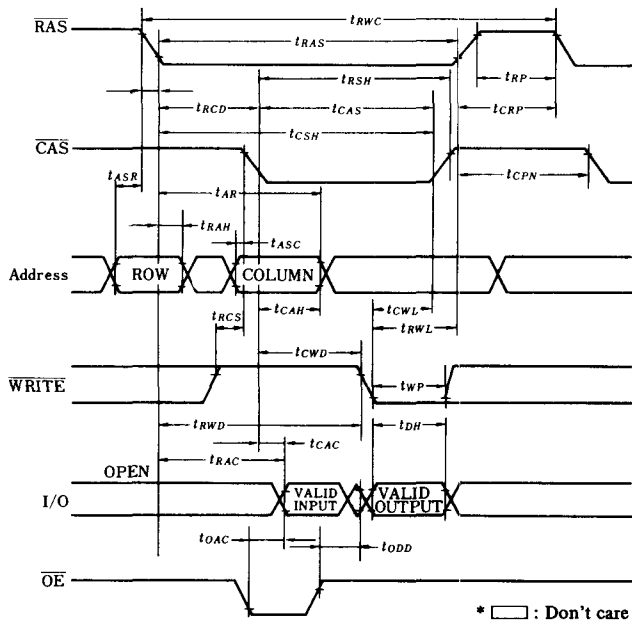 tRWC
RAS
tRAS
tRSH
tRP
tRCD
tCAS
tCRP
tCSH
CAS
tASR
tAR
tCPN
tRAH
tASC
Address
ROW
COLUMN
tRCS
tCAH
tCWL
tRWL
tCWD
WRITE
tWP
tRWD
tDH
tCAC
tRAC
OPEN
I/O
VALID INPUT
VALID OUTPUT
tOAC
tODD
OE
* : Don't care